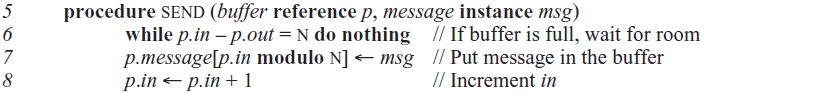 5 procedure SEND (buffer reference p, message instance msg)
6 while p.in – p.out = N do nothing // If buffer is full, wait for room
7 p.message[p.in modulo N] ← msg // Put message in the buffer
8 p.in ← p.in + 1 // Increment in